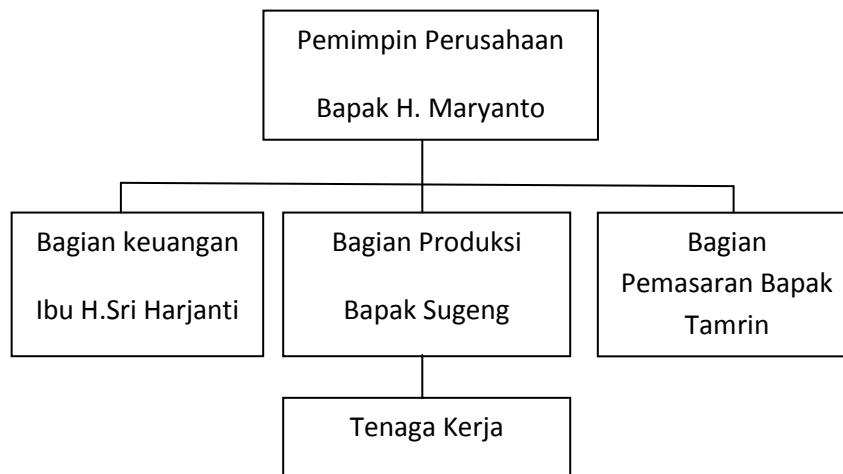 Pemimpin Perusahaan
Bapak H. Maryanto
Bagian keuangan
Ibu H.Sri Harjanti
Bagian Produksi
Bapak Sugeng
Bagian
Pemasaran Bapak
Tamrin
Tenaga Kerja